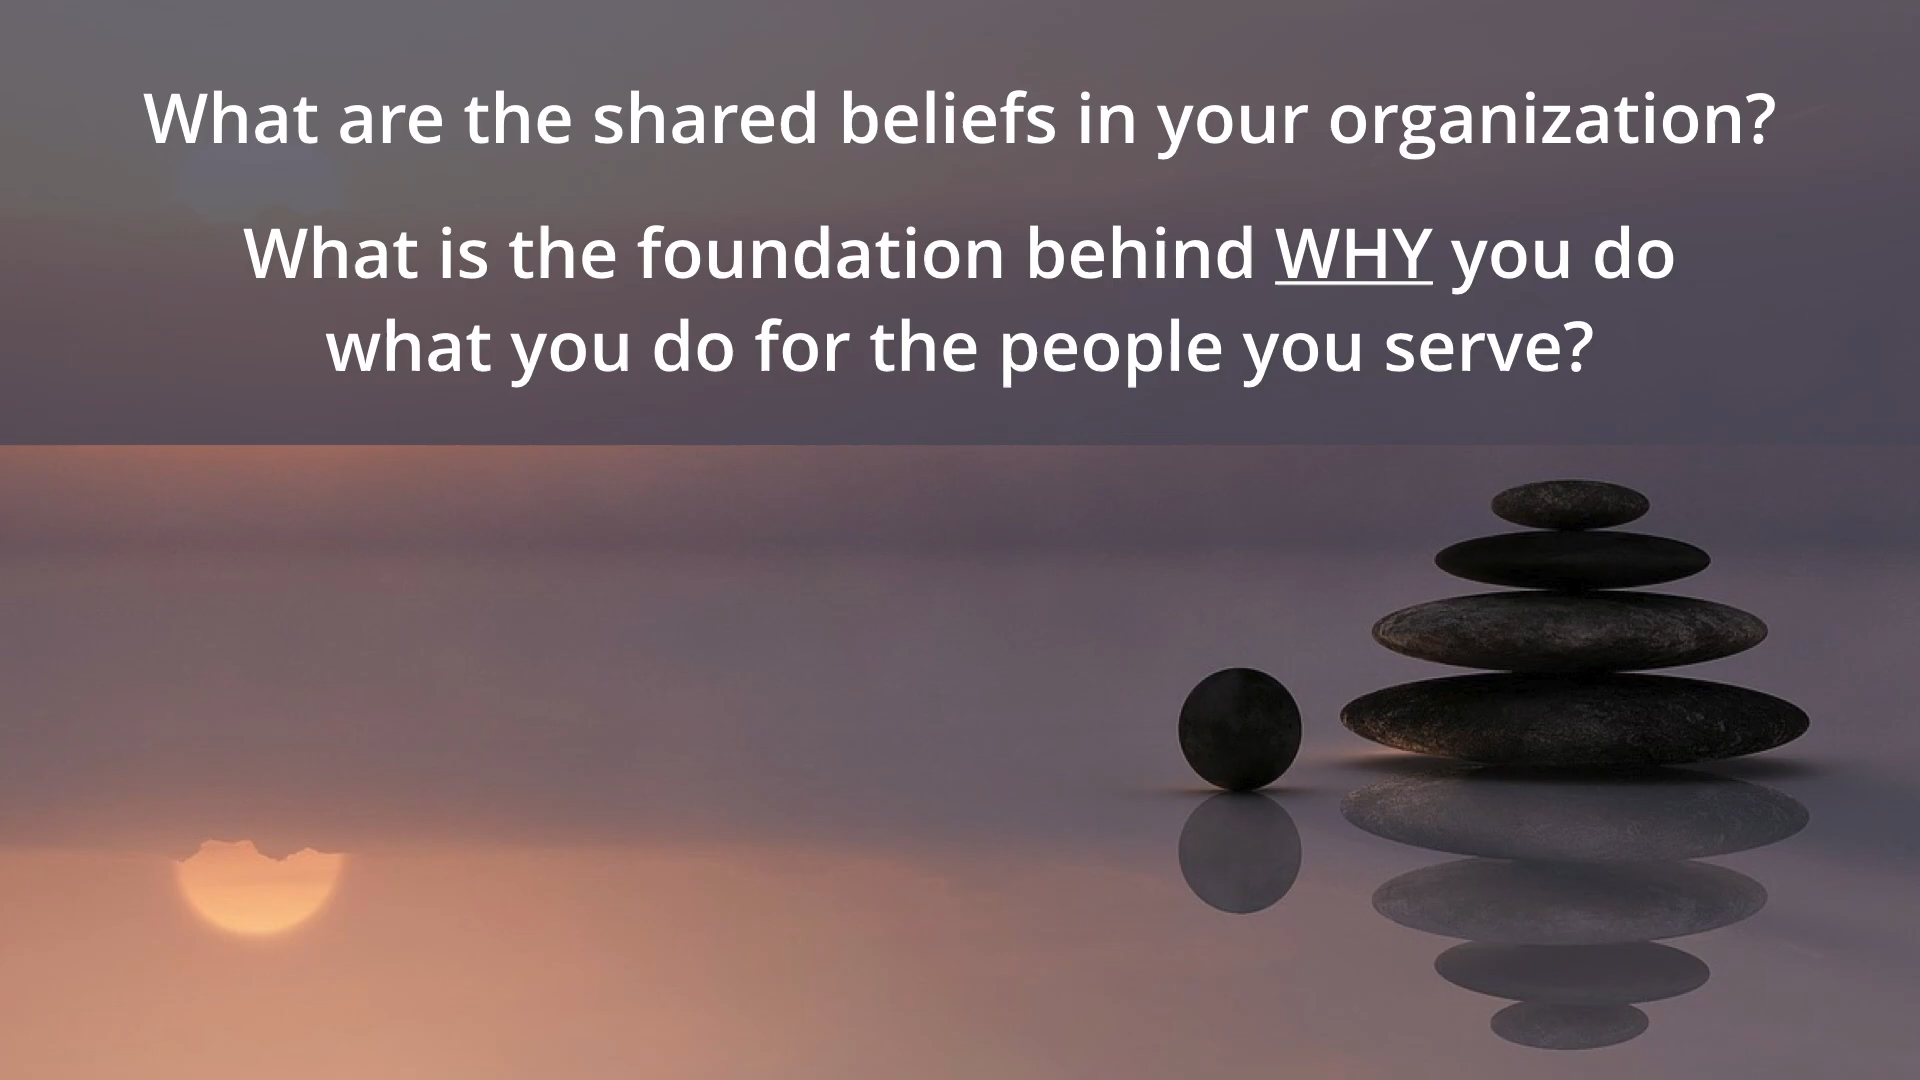 What are the shared beliefs in your organization?
What is the foundation behind WHY you do
what you do for the people you serve?